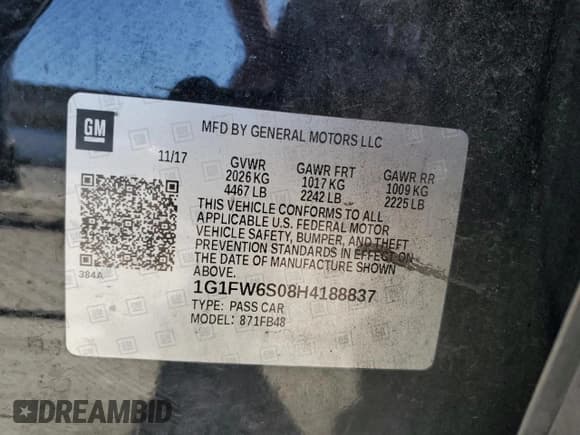 GM
MFD BY GENERAL MOTORS LLC
11/17 GVWR GAWR FRT GAWR RR
2026 KG 1017 KG 1009 KG
4467 LB 2242 LB 2225 LB
THIS VEHICLE CONFORMS TO ALL
APPLICABLE U.S. FEDERAL MOTOR
VEHICLE SAFETY, BUMPER, AND THEFT
PREVENTION STANDARDS IN EFFECT ON
THE DATE OF MANUFACTURE SHOWN
ABOVE.
384A
1G1FW6S08H4188837
TYPE: PASS CAR
MODEL: 871FB48
DREAMBID